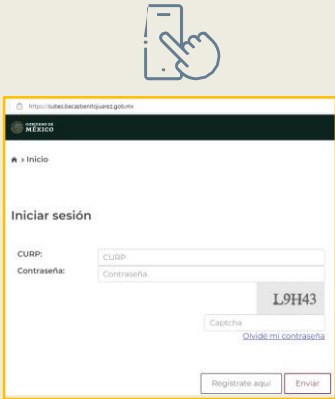 https://subes.becasbenitojuarez.gob.mx
GOBIERNO DE
MÉXICO
> Inicio
Iniciar sesión
CURP:
CURP
Contraseña:
Contraseña
L9H43
Captcha
Olvidé mi contraseña
Regístrate aquí
Enviar